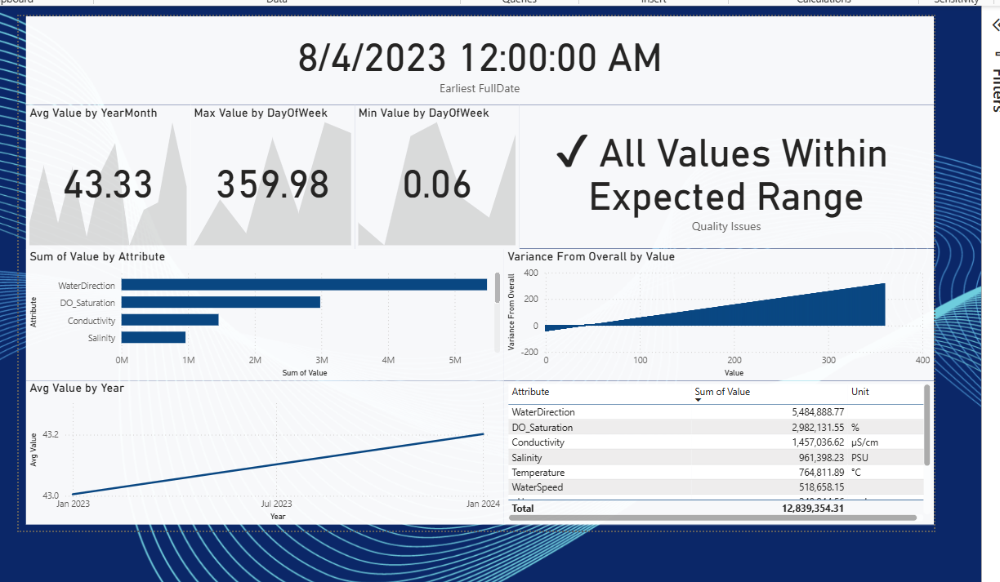 Data
Queries
Insert
Calculations
Sensitivity
Filters
8/4/2023 12:00:00 AM
Earliest FullDate
Avg Value by YearMonth
43.33
Max Value by DayOfWeek
359.98
Min Value by DayOfWeek
0.06
✓ All Values Within
Expected Range
Quality Issues
Sum of Value by Attribute
Attribute
WaterDirection
DO_Saturation
Conductivity
Salinity
0M 1M 2M 3M 4M 5M
Sum of Value
Variance From Overall by Value
Variance From Overall
400
200
0
-200
0 100 200 300 400
Value
Avg Value by Year
Avg Value
43.2
43.0
Jan 2023 Jul 2023 Jan 2024
Year
Attribute Sum of Value Unit
WaterDirection 5,484,888.77
DO_Saturation 2,982,131.55 %
Conductivity 1,457,036.62 µS/cm
Salinity 961,398.23 PSU
Temperature 764,811.89 °C
WaterSpeed 518,658.15
Total 12,839,354.31